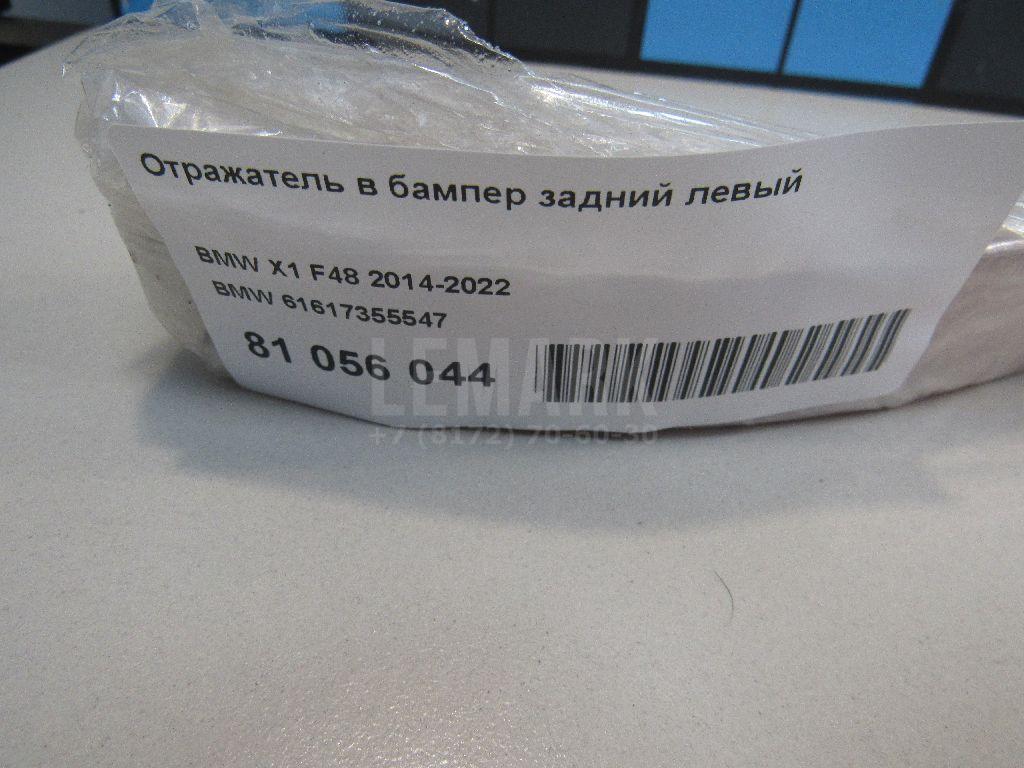 Отражатель в бампер задний левый
BMW X1 F48 2014-2022
BMW 61617355547
81 056 044
LEMARK
+7 (8172) 70-60-30